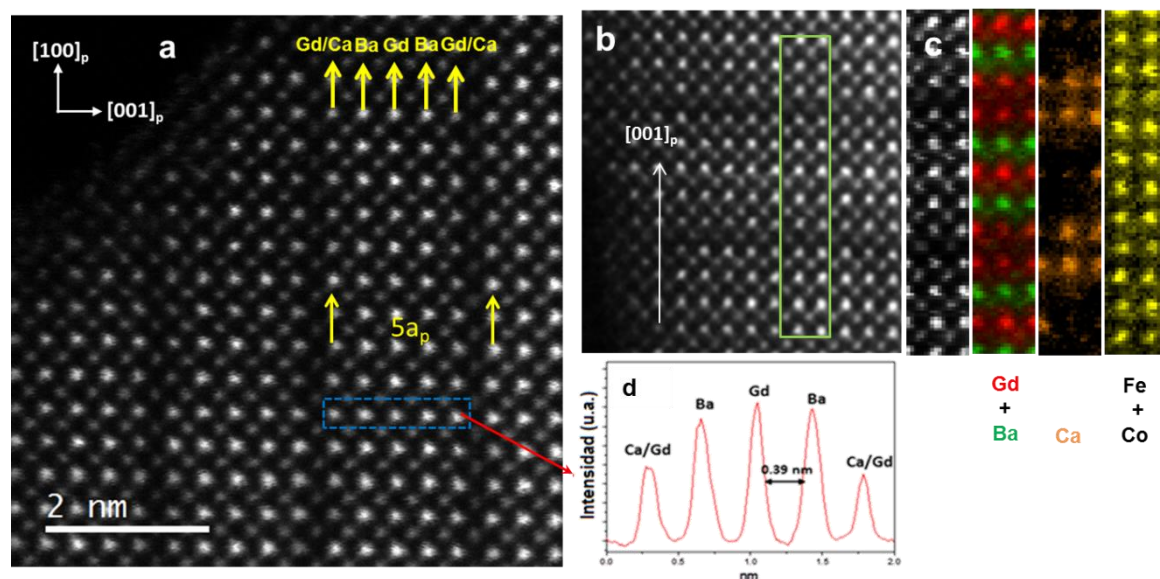 a
[100]p
[001]p
Gd/Ca Ba Gd Ba Gd/Ca
5ap
2 nm
b
[001]p
c
Gd
+
Ba
Ca
Fe
+
Co
d
Intensidad (u.a.)
Ca/Gd
Ba
Gd
Ba
Ca/Gd
0.39 nm
0.0 0.5 1.0 1.5 2.0
nm